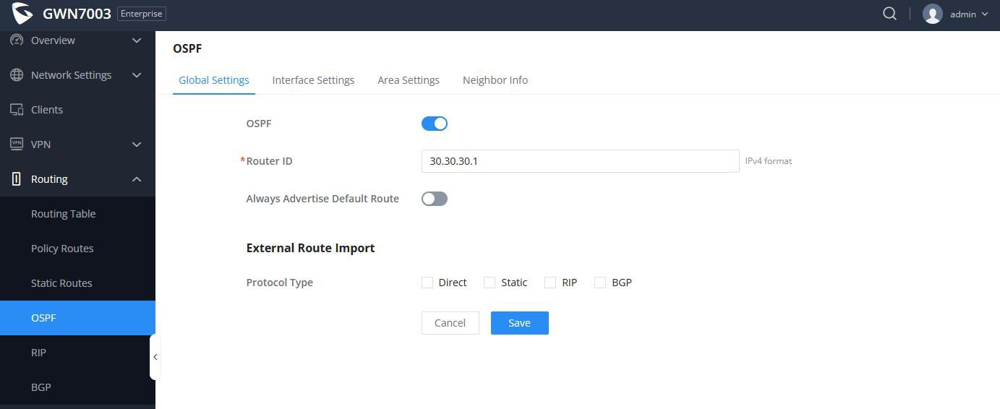 GWN7003 Enterprise
admin
Overview
Network Settings
Clients
VPN VPN
Routing
Routing Table
Policy Routes
Static Routes
OSPF
RIP
BGP
OSPF
Global Settings Interface Settings Area Settings Neighbor Info
OSPF
*Router ID 30.30.30.1 IPv4 format
Always Advertise Default Route
External Route Import
Protocol Type Direct Static RIP BGP
Cancel Save